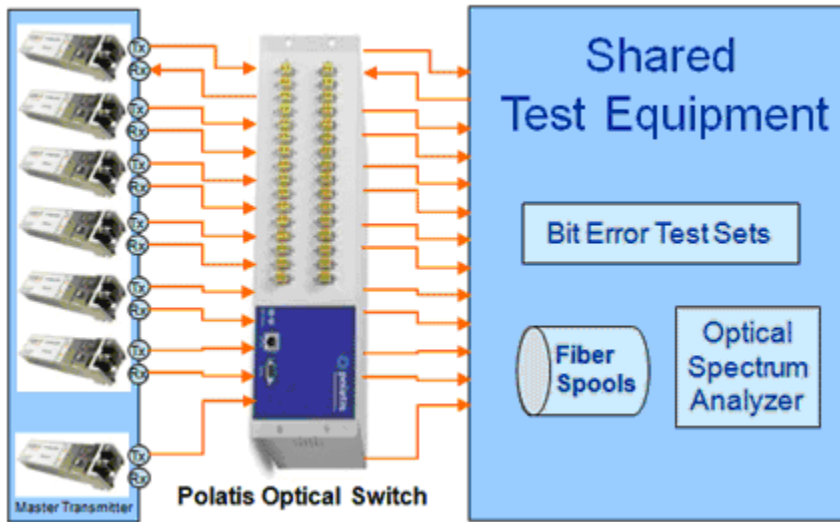 Tx
Rx
Tx
Rx
Tx
Rx
Tx
Rx
Tx
Rx
Tx
Rx
Tx
Rx
Master Transmitter
polatis
Polatis Optical Switch
Shared
Test Equipment
Bit Error Test Sets
Fiber
Spools
Optical
Spectrum
Analyzer